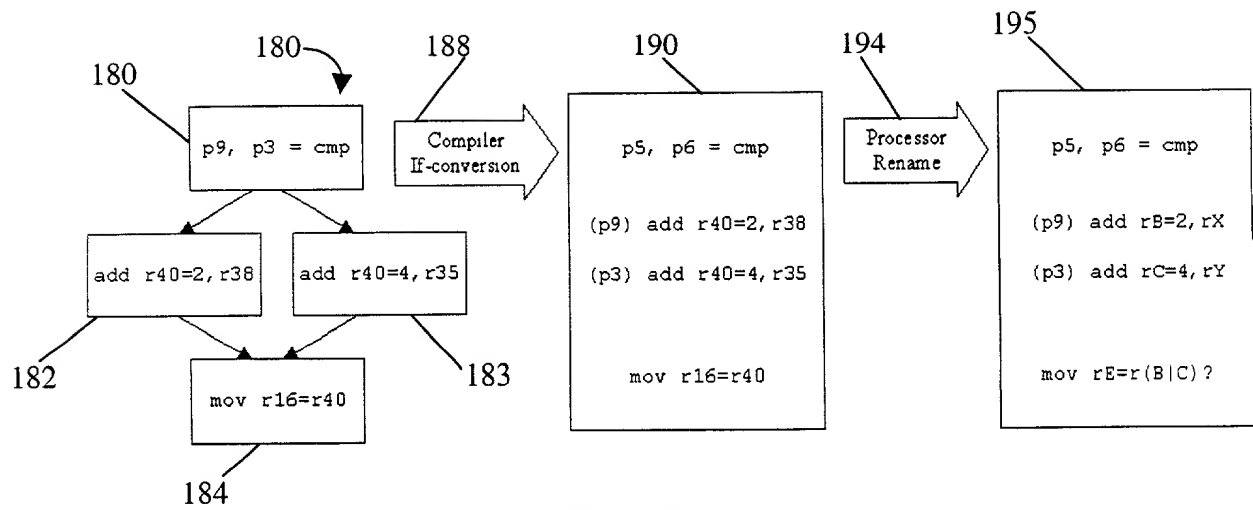 180
180
188
190
194
195
p9, p3 = cmp
Compiler
If-conversion
p5, p6 = cmp
Processor
Rename
p5, p6 = cmp
(p9) add r40=2,r38
(p3) add r40=4,r35
(p9) add rB=2,rX
(p3) add rC=4,rY
add r40=2,r38
add r40=4,r35
182
183
mov r16=r40
mov r16=r40
mov rE=r(B|C)?
184